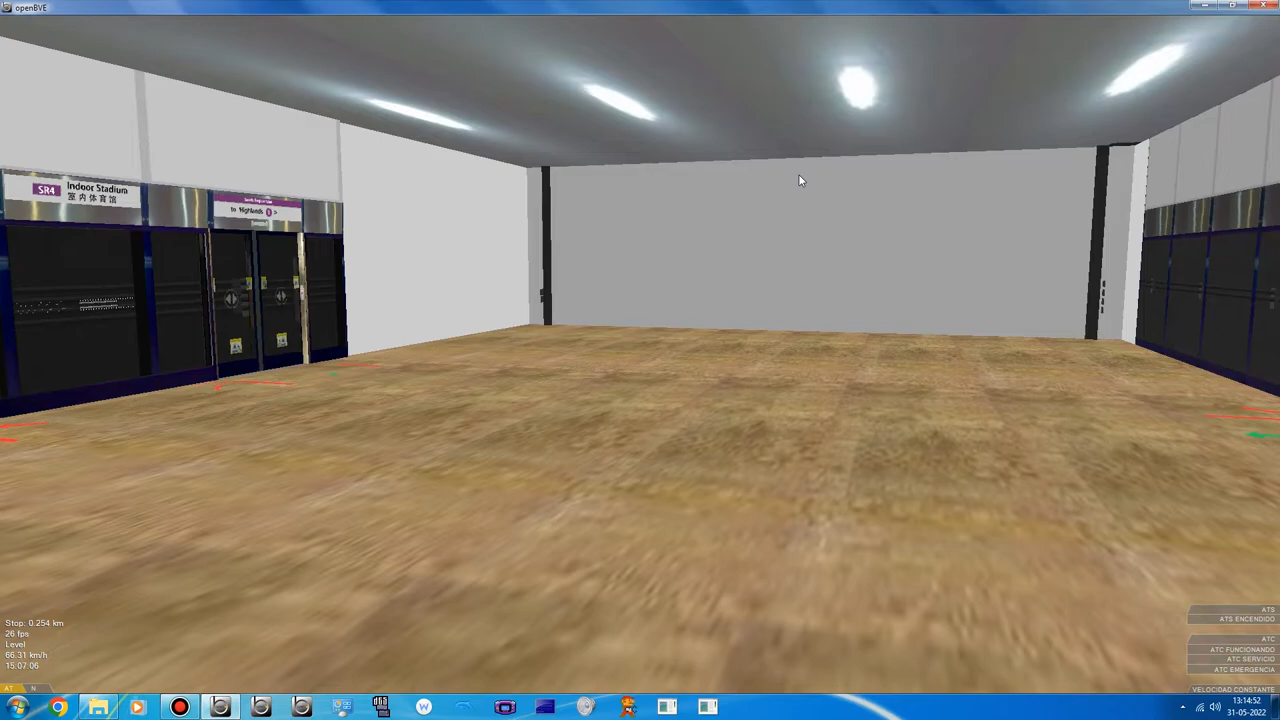 openBVE
SR4 Indoor Stadium
室内体育馆
to Highlands 1 >
Stop: 0.254 km
26 fps
Level
66.31 km/h
15:07:06
AT N
ATS
ATS ENCENDIDO
ATC
ATC FUNCIONANDO
ATC SERVICIO
ATC EMERGENCIA
VELOCIDAD CONSTANTE
13:14:52
31-05-2022